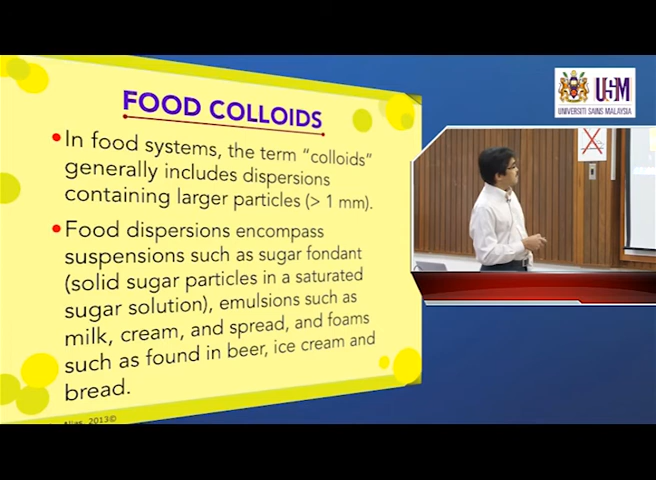 FOOD COLLOIDS
In food systems, the term “colloids”
generally includes dispersions
containing larger particles (> 1 mm).
Food dispersions encompass
suspensions such as sugar fondant
(solid sugar particles in a saturated
sugar solution), emulsions such as
milk, cream, and spread, and foams
such as found in beer, ice cream and
bread.
2013©
USM
UNIVERSITI SAINS MALAYSIA